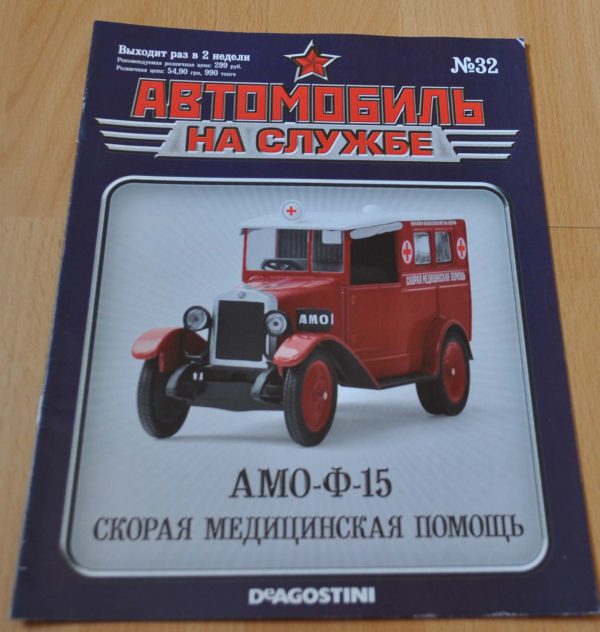 Выходит раз в 2 недели
Рекомендуемая розничная цена: 299 руб.
Розничная цена: 54,90 грн, 990 тенге
№32
АВТОМОБИЛЬ
НА СЛУЖБЕ
СКОРАЯ МЕДИЦИНСКАЯ ПОМОЩЬ
АМО
АМО-Ф-15
СКОРАЯ МЕДИЦИНСКАЯ ПОМОЩЬ
DeAGOSTINI